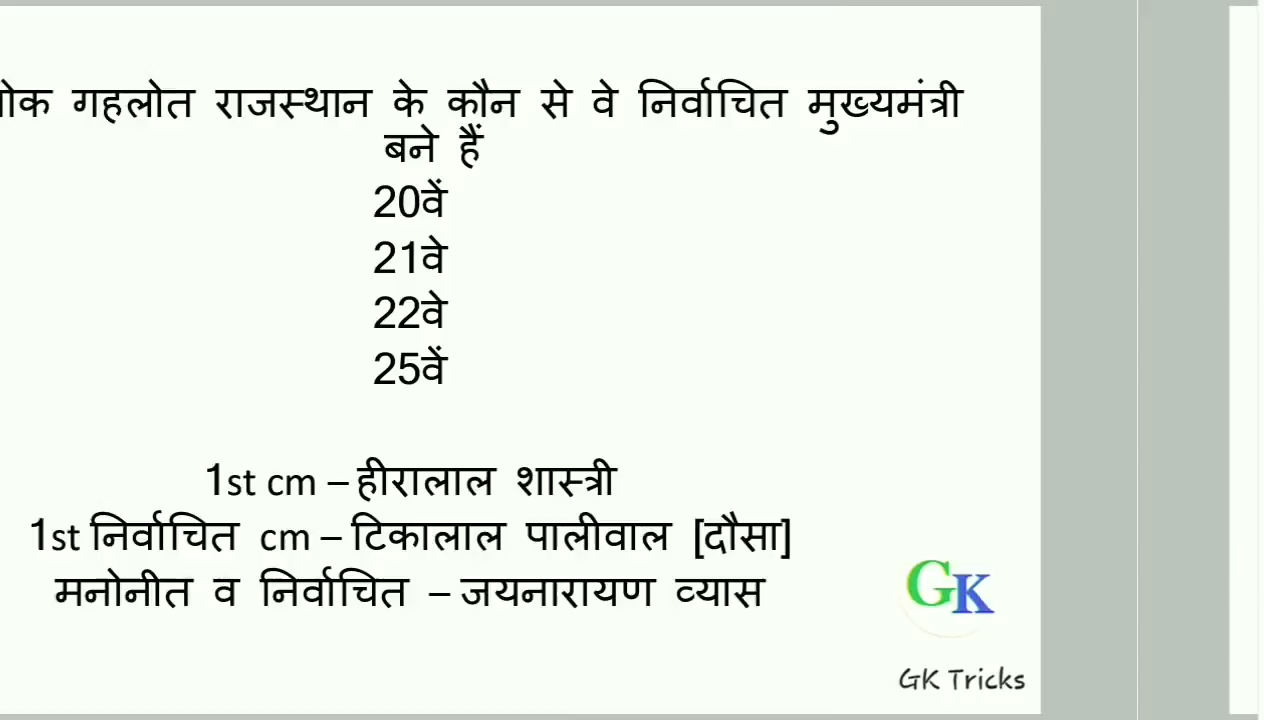 गहलोत राजस्थान के कौन से वे निर्वाचित मुख्यमंत्री
बने हैं
20वें
21वे
22वे
25वें
1st cm – हीरालाल शास्त्री
1st निर्वाचित cm – टिकालाल पालीवाल [दौसा]
मनोनीत व निर्वाचित – जयनारायण व्यास
GK
GK Tricks